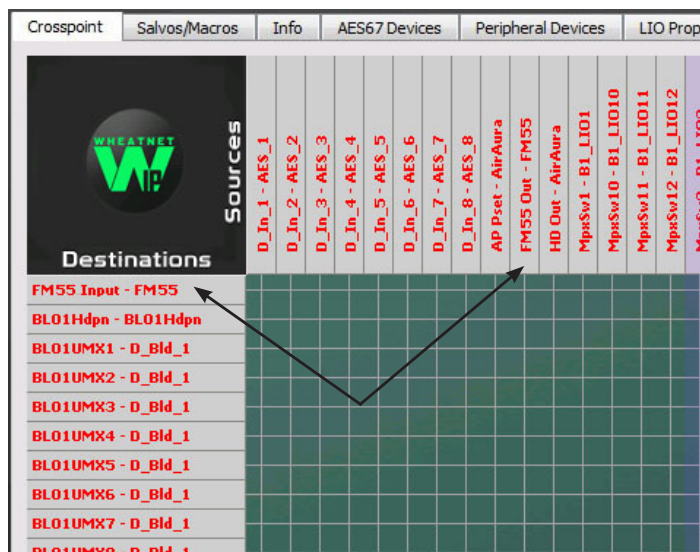 Crosspoint
Salvos/Macros
Info
AES67 Devices
Peripheral Devices
LIO Prop
WHEATNET
W IP
Sources
Destinations
D_In_1 - AES_1
D_In_2 - AES_2
D_In_3 - AES_3
D_In_4 - AES_4
D_In_5 - AES_5
D_In_6 - AES_6
D_In_7 - AES_7
D_In_8 - AES_8
AP Pset - AirAura
FM55 Out - FM55
HD Out - AirAura
MpxSw1 - B1_LIO1
MpxSw10 - B1_LIO10
MpxSw11 - B1_LIO11
MpxSw12 - B1_LIO12
FM55 Input - FM55
BL01Hdpn - BL01Hdpn
BL01UMX1 - D_Bld_1
BL01UMX2 - D_Bld_1
BL01UMX3 - D_Bld_1
BL01UMX4 - D_Bld_1
BL01UMX5 - D_Bld_1
BL01UMX6 - D_Bld_1
BL01UMX7 - D_Bld_1